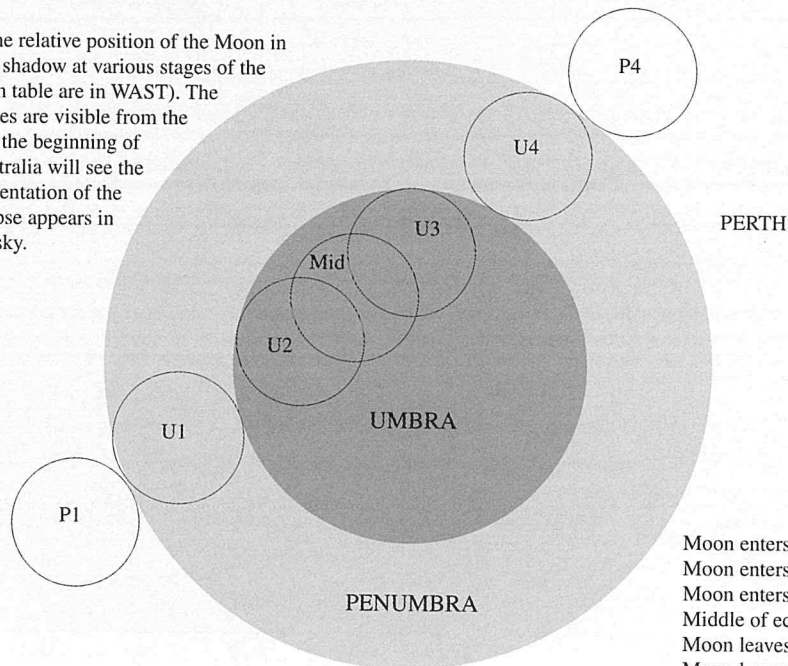 ne relative position of the Moon in
shadow at various stages of the
n table are in WAST). The
es are visible from the
the beginning of
tralia will see the
entation of the
pse appears in
sky.
P4
U4
PERTH
U3
Mid
U2
UMBRA
U1
P1
PENUMBRA
Moon enters
Moon enters
Moon enters
Middle of ec
Moon leaves